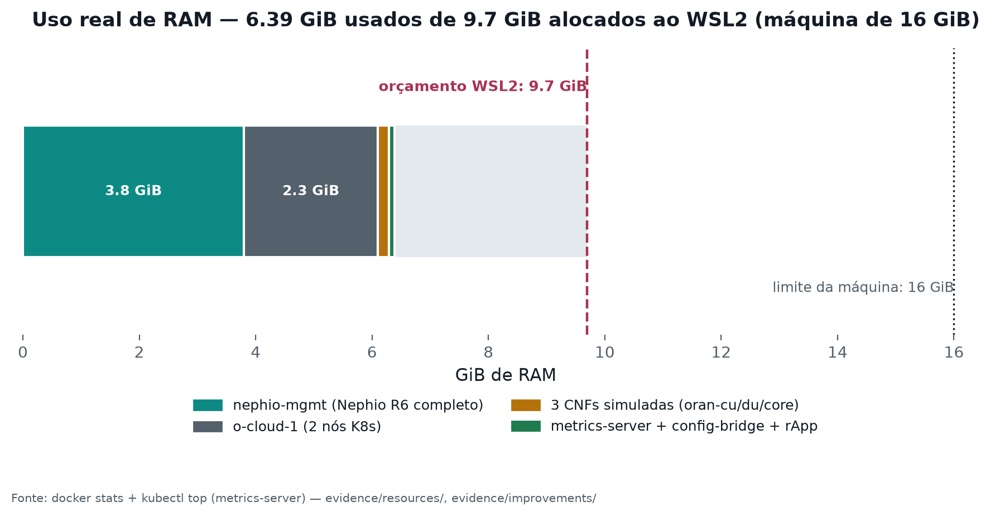 Uso real de RAM — 6.39 GiB usados de 9.7 GiB alocados ao WSL2 (máquina de 16 GiB)
orçamento WSL2: 9.7 GiB
3.8 GiB
2.3 GiB
limite da máquina: 16 GiB
0 2 4 6 8 10 12 14 16
GiB de RAM
nephio-mgmt (Nephio R6 completo)
o-cloud-1 (2 nós K8s)
3 CNFs simuladas (oran-cu/du/core)
metrics-server + config-bridge + rApp
Fonte: docker stats + kubectl top (metrics-server) — evidence/resources/, evidence/improvements/